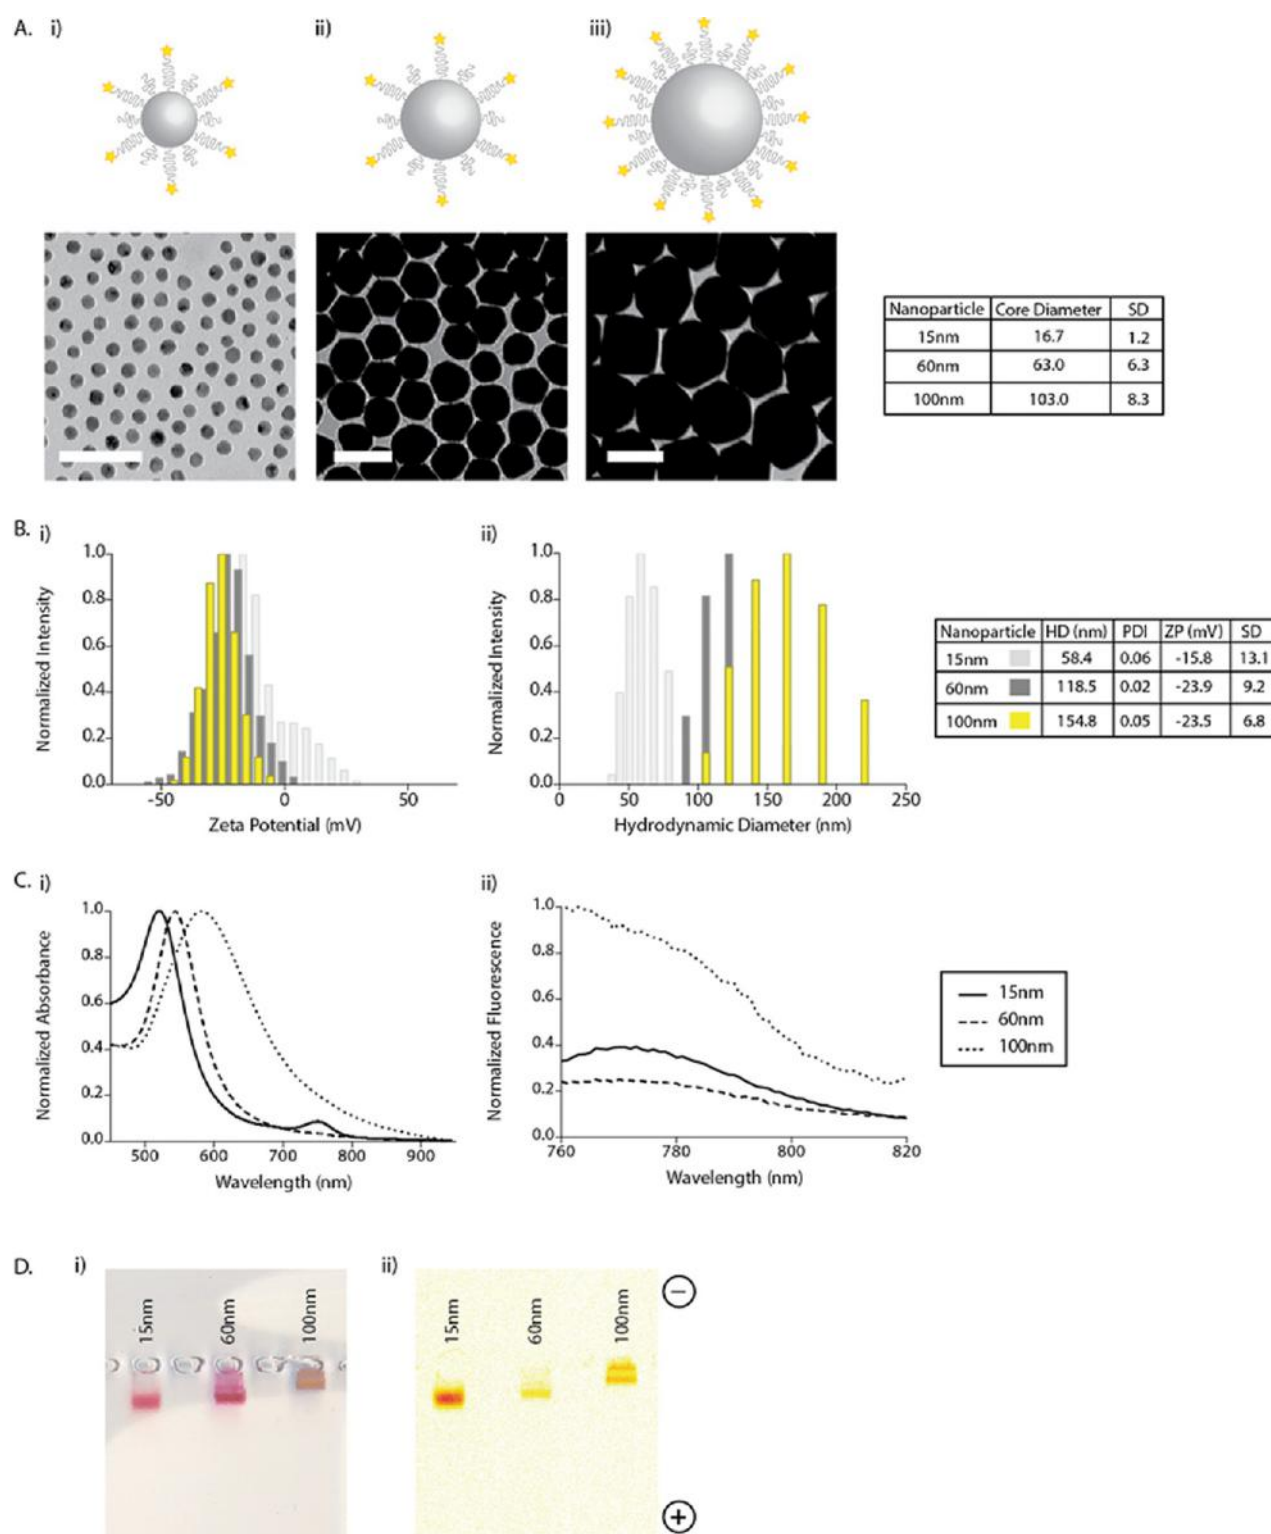 A. i) ii) iii)
Nanoparticle Core Diameter SD
15nm 16.7 1.2
60nm 63.0 6.3
100nm 103.0 8.3
B. i)
1.0
0.8
0.6
0.4
0.2
0.0
Normalized Intensity
-50 0 50
Zeta Potential (mV)
ii)
1.0
0.8
0.6
0.4
0.2
0.0
Normalized Intensity
0 50 100 150 200 250
Hydrodynamic Diameter (nm)
Nanoparticle HD (nm) PDI ZP (mV) SD
15nm 58.4 0.06 -15.8 13.1
60nm 118.5 0.02 -23.9 9.2
100nm 154.8 0.05 -23.5 6.8
C. i)
1.0
0.8
0.6
0.4
0.2
0.0
Normalized Absorbance
500 600 700 800 900
Wavelength (nm)
ii)
1.0
0.8
0.6
0.4
0.2
0.0
Normalized Fluorescence
760 780 800 820
Wavelength (nm)
15nm
60nm
100nm
D. i)
15nm 60nm 100nm
ii)
15nm 60nm 100nm
−
+